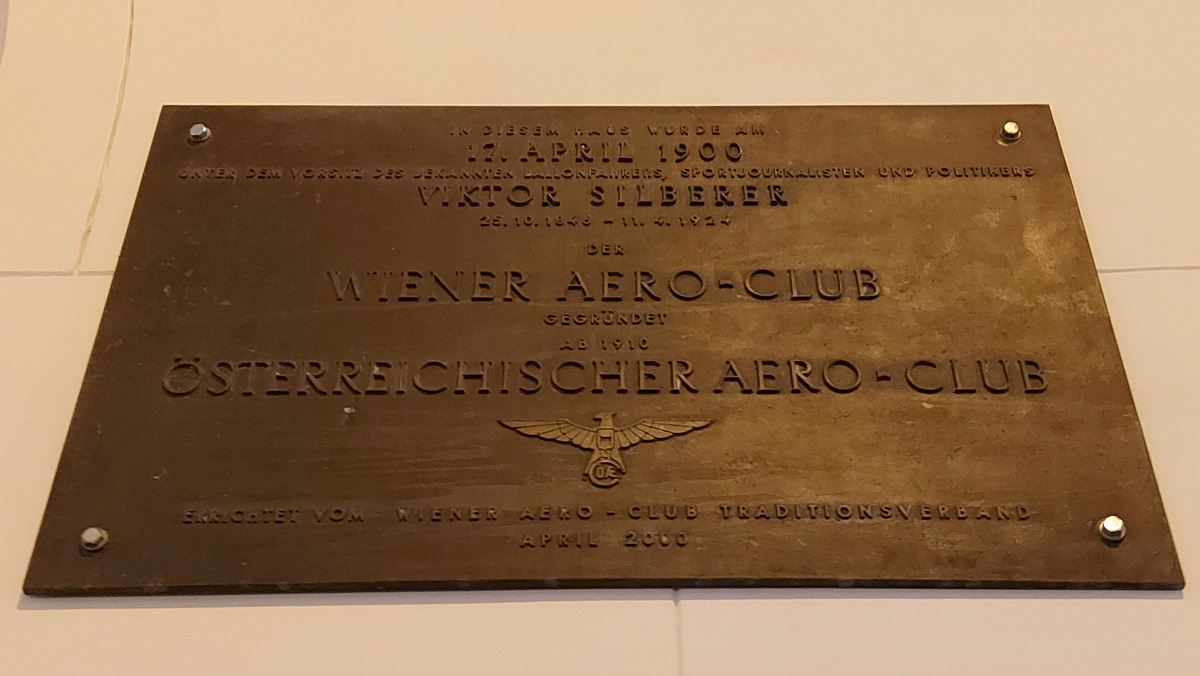 IN DIESEM HAUS WURDE AM
17. APRIL 1900
UNTER DEM VORSITZ DES BEKANNTEN BALLONFAHRERS, SPORTJOURNALISTEN UND POLITIKERS
VIKTOR SILBERER
25. 10. 1846 – 11. 4. 1924
DER
WIENER AERO-CLUB
GEGRÜNDET
AB 1910
ÖSTERREICHISCHER AERO-CLUB
ERRICHTET VOM WIENER AERO-CLUB TRADITIONSVERBAND
APRIL 2000